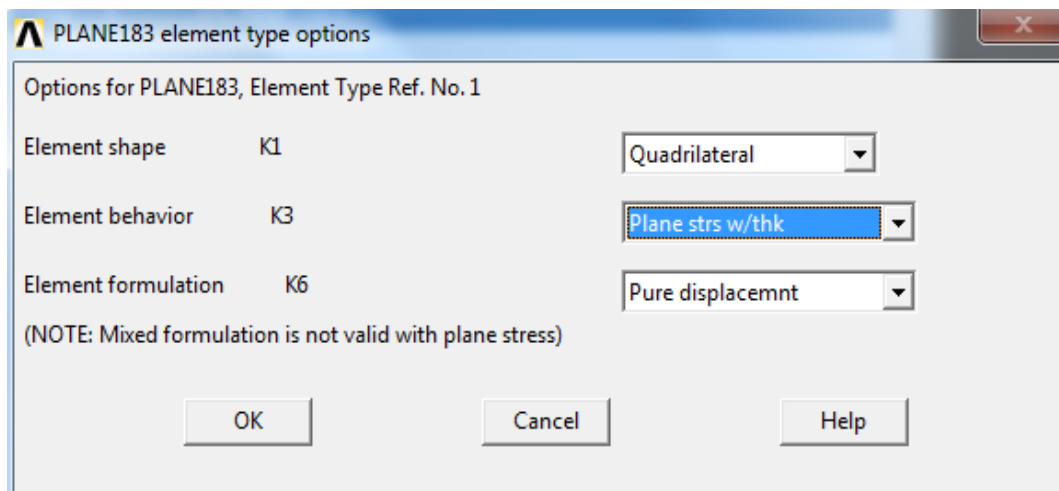 PLANE183 element type options
Options for PLANE183, Element Type Ref. No. 1
Element shape K1 Quadrilateral
Element behavior K3 Plane strs w/thk
Element formulation K6 Pure displacemnt
(NOTE: Mixed formulation is not valid with plane stress)
OK Cancel Help